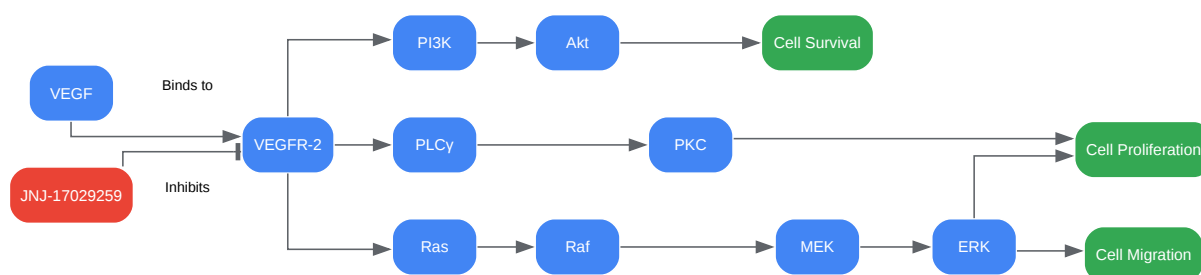 PI3K
Akt
Cell Survival
VEGF
Binds to
VEGFR-2
PLCγ
PKC
Cell Proliferation
JNJ-17029259
Inhibits
Ras
Raf
MEK
ERK
Cell Migration